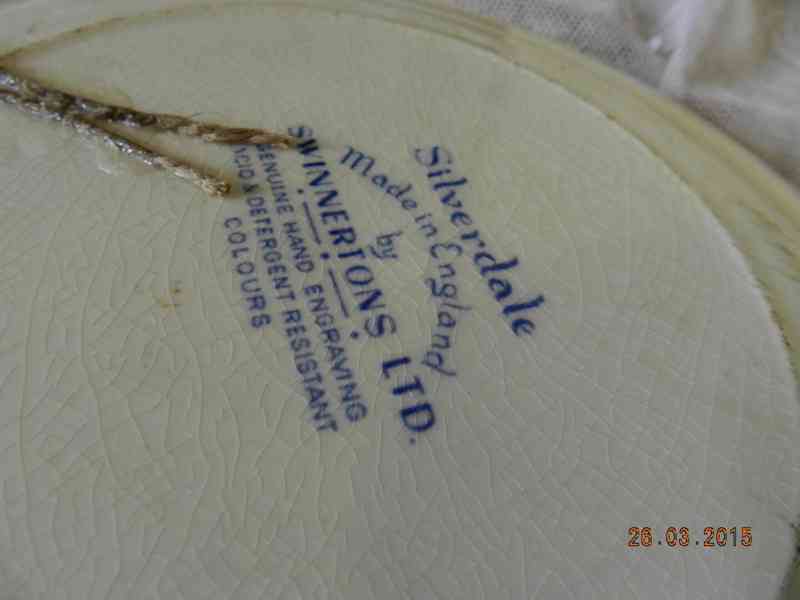 Silverdale
Made in England
by
SWINNERTONS LTD.
GENUINE HAND ENGRAVING
ACID & DETERGENT RESISTANT
COLOURS
26.03.2015